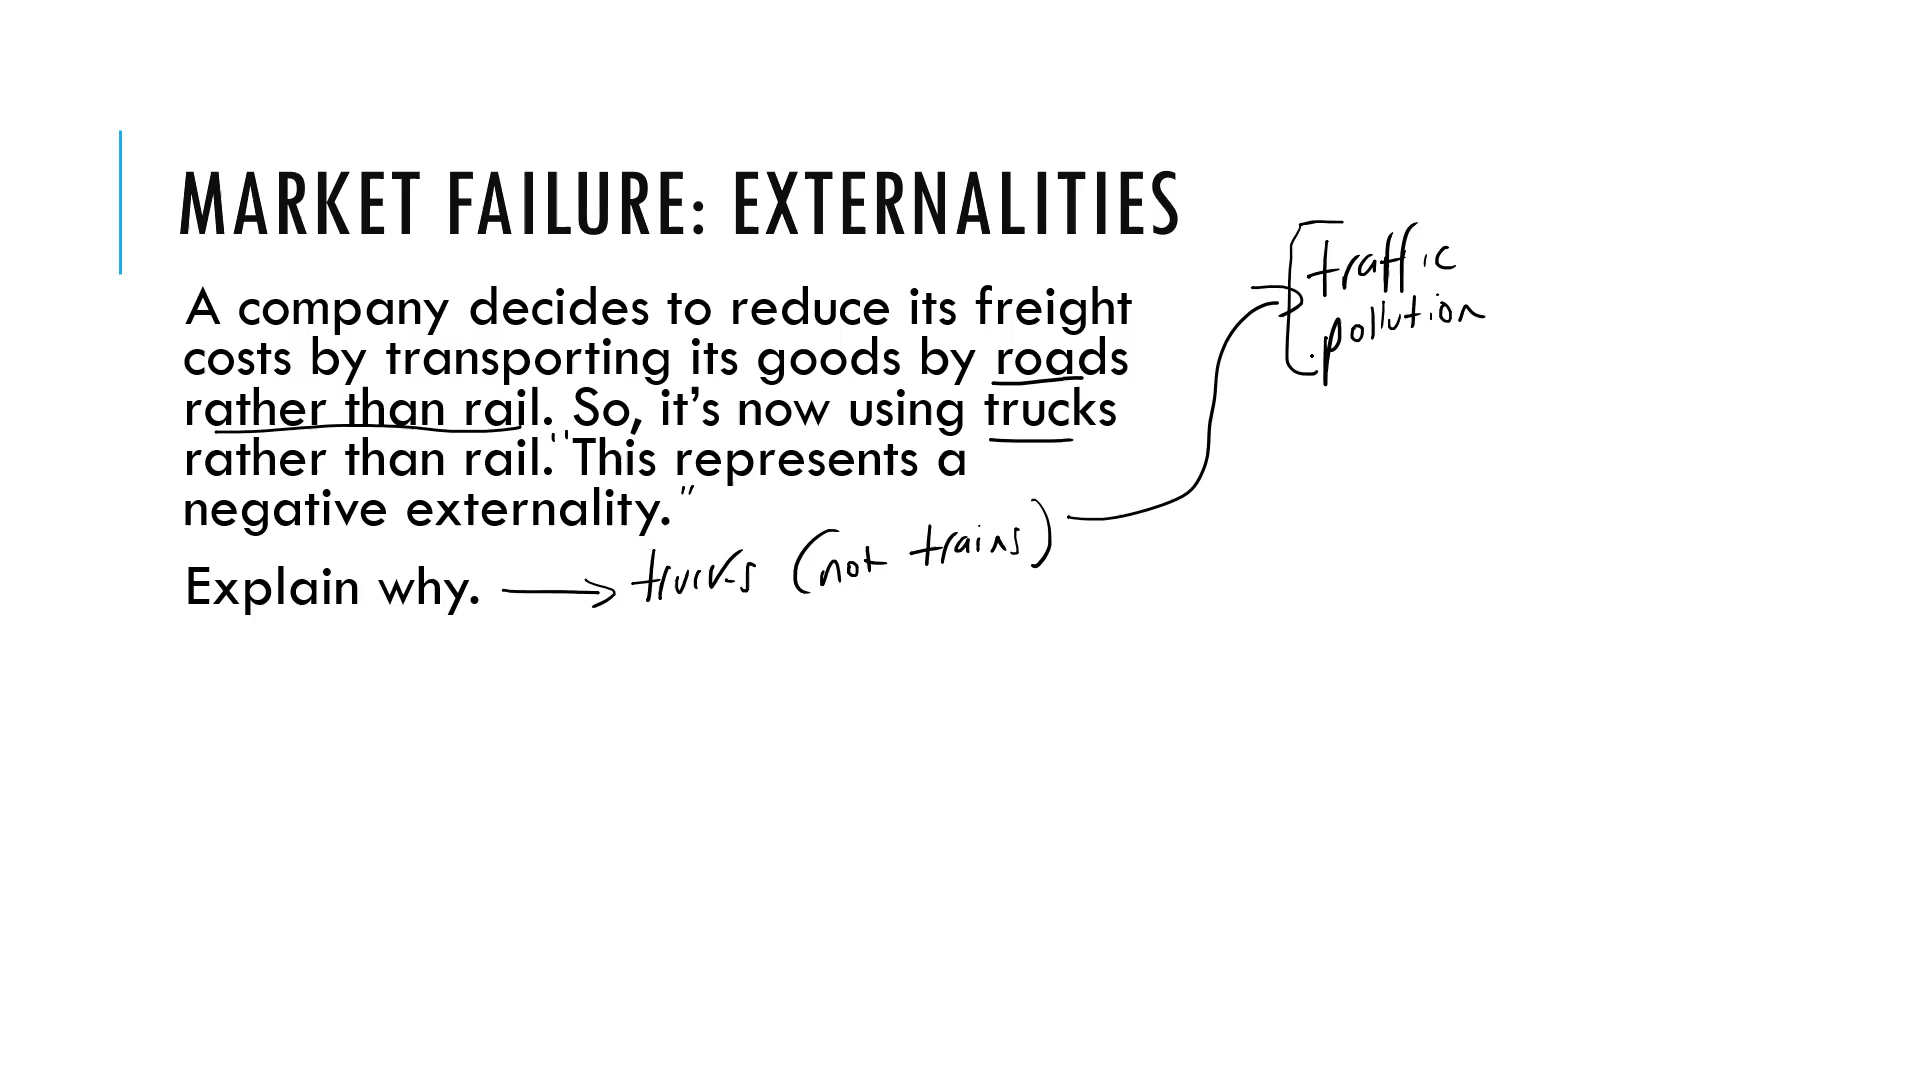 MARKET FAILURE: EXTERNALITIES
traffic
pollution
A company decides to reduce its freight
costs by transporting its goods by roads
rather than rail. So, it’s now using trucks
rather than rail. "This represents a
negative externality."
Explain why. → trucks (not trains)